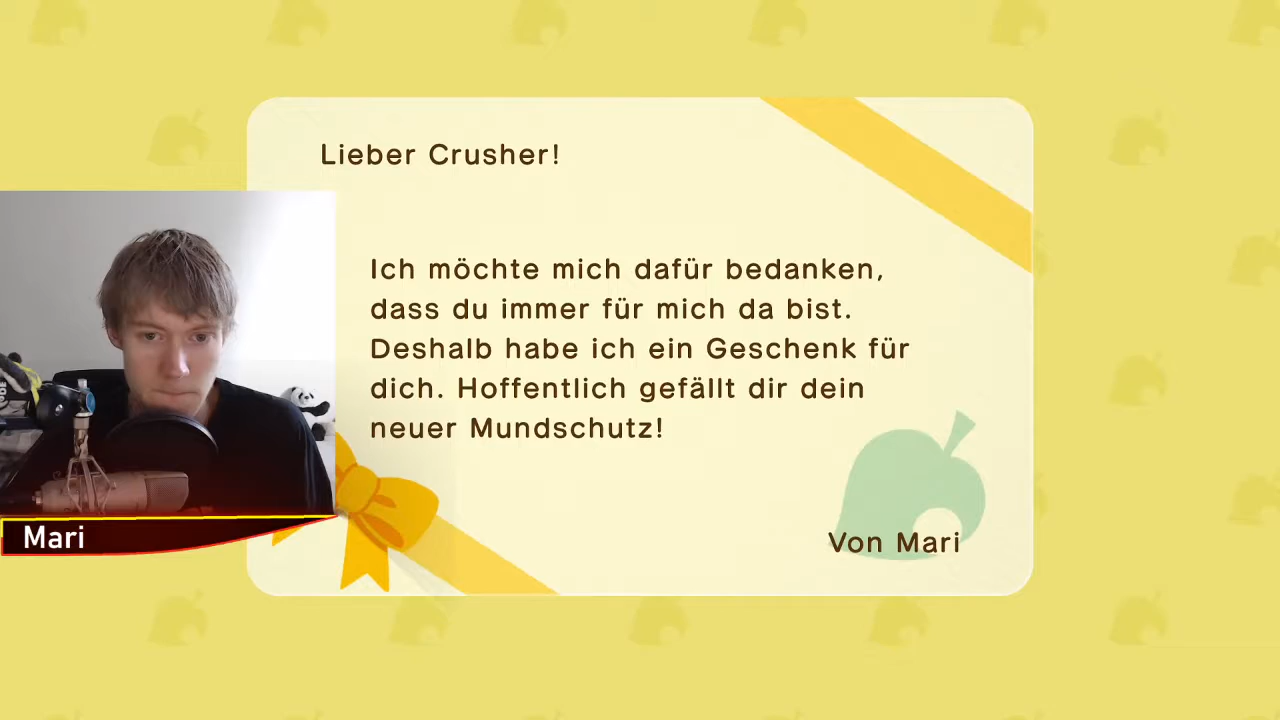 Lieber Crusher!
Ich möchte mich dafür bedanken,
dass du immer für mich da bist.
Deshalb habe ich ein Geschenk für
dich. Hoffentlich gefällt dir dein
neuer Mundschutz!
Mari
Von Mari